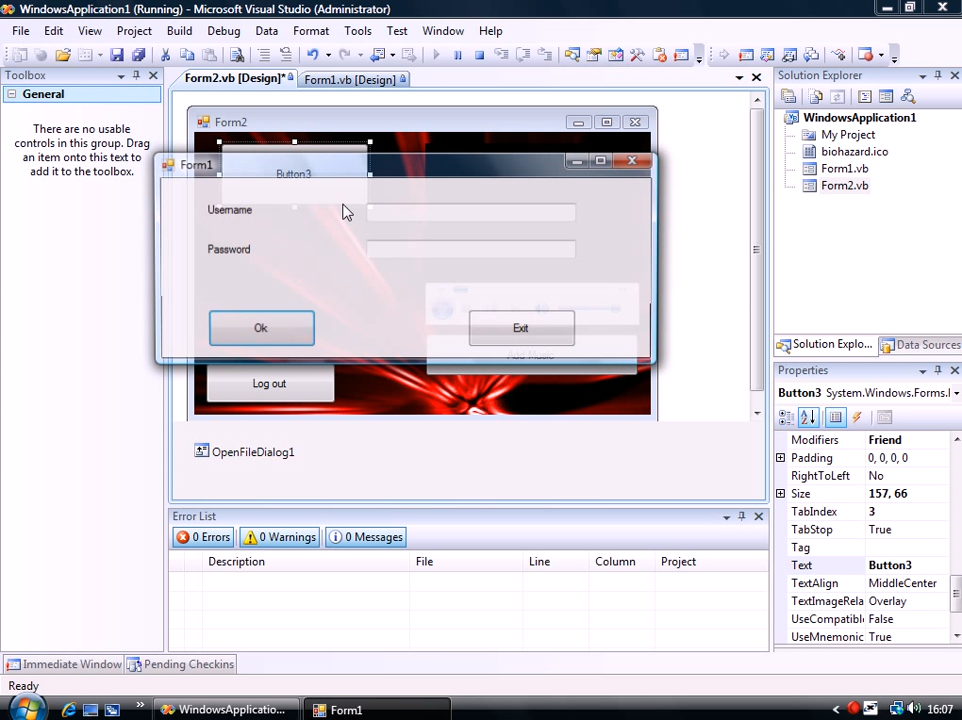 WindowsApplication1 (Running) - Microsoft Visual Studio (Administrator)
File Edit View Project Build Debug Data Format Tools Test Window Help
Toolbox
General
There are no usable
controls in this group. Drag
an item onto this text to
add it to the toolbox.
Form2.vb [Design]*
Form1.vb [Design]
Form2
Form1
Button3
Username
Password
Ok
Exit
Add Music
Log out
OpenFileDialog1
Error List
0 Errors
0 Warnings
0 Messages
Description File Line Column Project
Solution Explorer
WindowsApplication1
My Project
biohazard.ico
Form1.vb
Form2.vb
Solution Explo...
Data Sources
Properties
Button3 System.Windows.Forms.
Modifiers Friend
Padding 0, 0, 0, 0
RightToLeft No
Size 157, 66
TabIndex 3
TabStop True
Tag
Text Button3
TextAlign MiddleCenter
TextImageRela Overlay
UseCompatibl False
UseMnemonic True
Immediate Window
Pending Checkins
Ready
WindowsApplicatio...
Form1
16:07